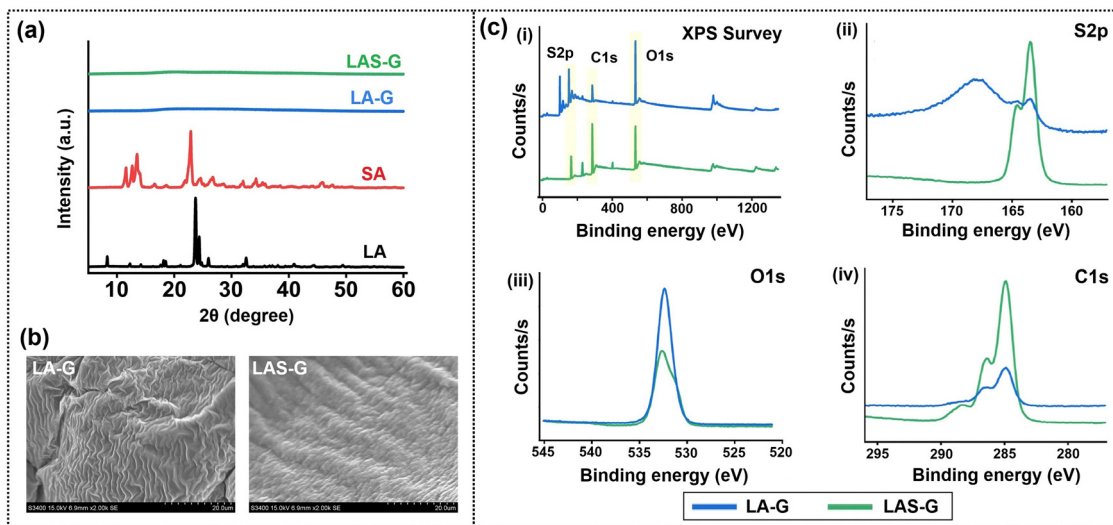 (a)
LAS-G
LA-G
SA
LA
Intensity (a.u.)
10 20 30 40 50 60
2θ (degree)
(b)
LA-G
S3400 15.0kV 6.9mm x2.00k SE 20.0um
LAS-G
S3400 15.0kV 6.9mm x2.00k SE 20.0um
(c)
(i)
XPS Survey
S2p
C1s
O1s
Counts/s
0 400 800 1200
Binding energy (eV)
(ii)
S2p
Counts/s
175 170 165 160
Binding energy (eV)
(iii)
O1s
Counts/s
545 540 535 530 525 520
Binding energy (eV)
(iv)
C1s
Counts/s
295 290 285 280
Binding energy (eV)
LA-G LAS-G